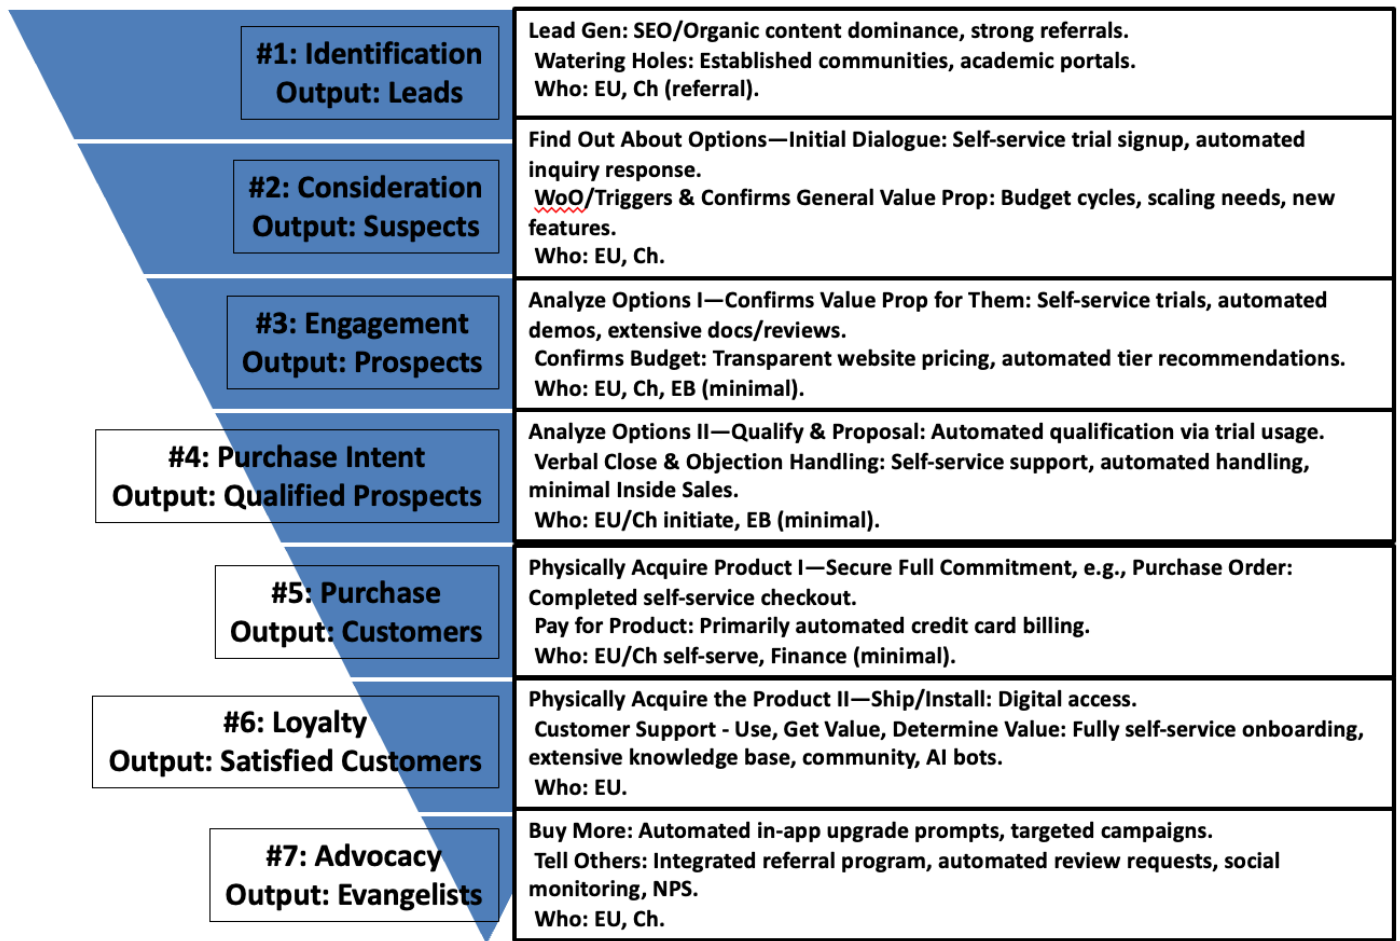 #1: Identification
Output: Leads
Lead Gen: SEO/Organic content dominance, strong referrals.
Watering Holes: Established communities, academic portals.
Who: EU, Ch (referral).
#2: Consideration
Output: Suspects
Find Out About Options—Initial Dialogue: Self-service trial signup, automated
inquiry response.
WoO/Triggers & Confirms General Value Prop: Budget cycles, scaling needs, new
features.
Who: EU, Ch.
#3: Engagement
Output: Prospects
Analyze Options I—Confirms Value Prop for Them: Self-service trials, automated
demos, extensive docs/reviews.
Confirms Budget: Transparent website pricing, automated tier recommendations.
Who: EU, Ch, EB (minimal).
#4: Purchase Intent
Output: Qualified Prospects
Analyze Options II—Qualify & Proposal: Automated qualification via trial usage.
Verbal Close & Objection Handling: Self-service support, automated handling,
minimal Inside Sales.
Who: EU/Ch initiate, EB (minimal).
#5: Purchase
Output: Customers
Physically Acquire Product I—Secure Full Commitment, e.g., Purchase Order:
Completed self-service checkout.
Pay for Product: Primarily automated credit card billing.
Who: EU/Ch self-serve, Finance (minimal).
#6: Loyalty
Output: Satisfied Customers
Physically Acquire the Product II—Ship/Install: Digital access.
Customer Support - Use, Get Value, Determine Value: Fully self-service onboarding,
extensive knowledge base, community, AI bots.
Who: EU.
#7: Advocacy
Output: Evangelists
Buy More: Automated in-app upgrade prompts, targeted campaigns.
Tell Others: Integrated referral program, automated review requests, social
monitoring, NPS.
Who: EU, Ch.